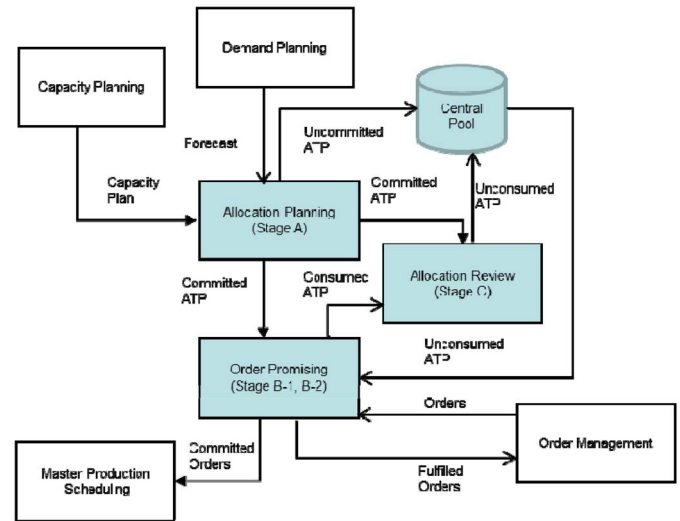 Demand Planning
Capacity Planning
Central
Pool
Uncommitted
ATP
Forecast
Committed
ATP
Unconsumed
ATP
Capacity
Plan
Allocation Planning
(Stage A)
Allocation Review
(Stage C)
Committed
ATP
Consumed
ATP
Unconsumed
ATP
Order Promising
(Stage B-1, B-2)
Orders
Order Management
Committed
Orders
Master Production
Scheduling
Fulfilled
Orders